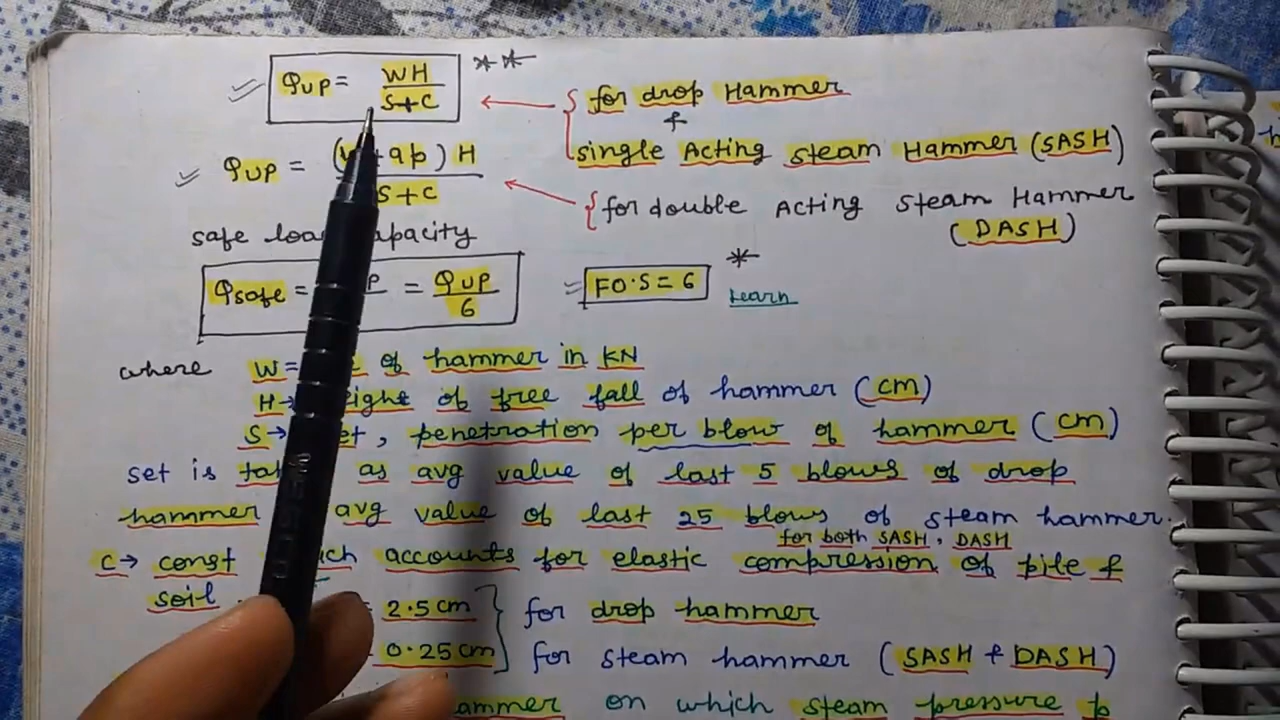 Qup = WH / S+C **
for drop Hammer
+
single Acting steam Hammer (SASH)
Qup = ( + ap ) H / S+C
for double Acting steam Hammer
(DASH)
safe load capacity
Qsafe = = Qup / 6 FO.S = 6 *
Learn
where W = of hammer in KN
H → of free fall of hammer (cm)
S → , penetration per blow of hammer (cm)
set is as avg value of last 5 blows of drop
hammer avg value of last 25 blows of steam hammer.
for both SASH, DASH
C → const accounts for elastic compression of pile &
soil
2.5 cm } for drop hammer
0.25 cm } for steam hammer (SASH & DASH)
on which steam pressure p